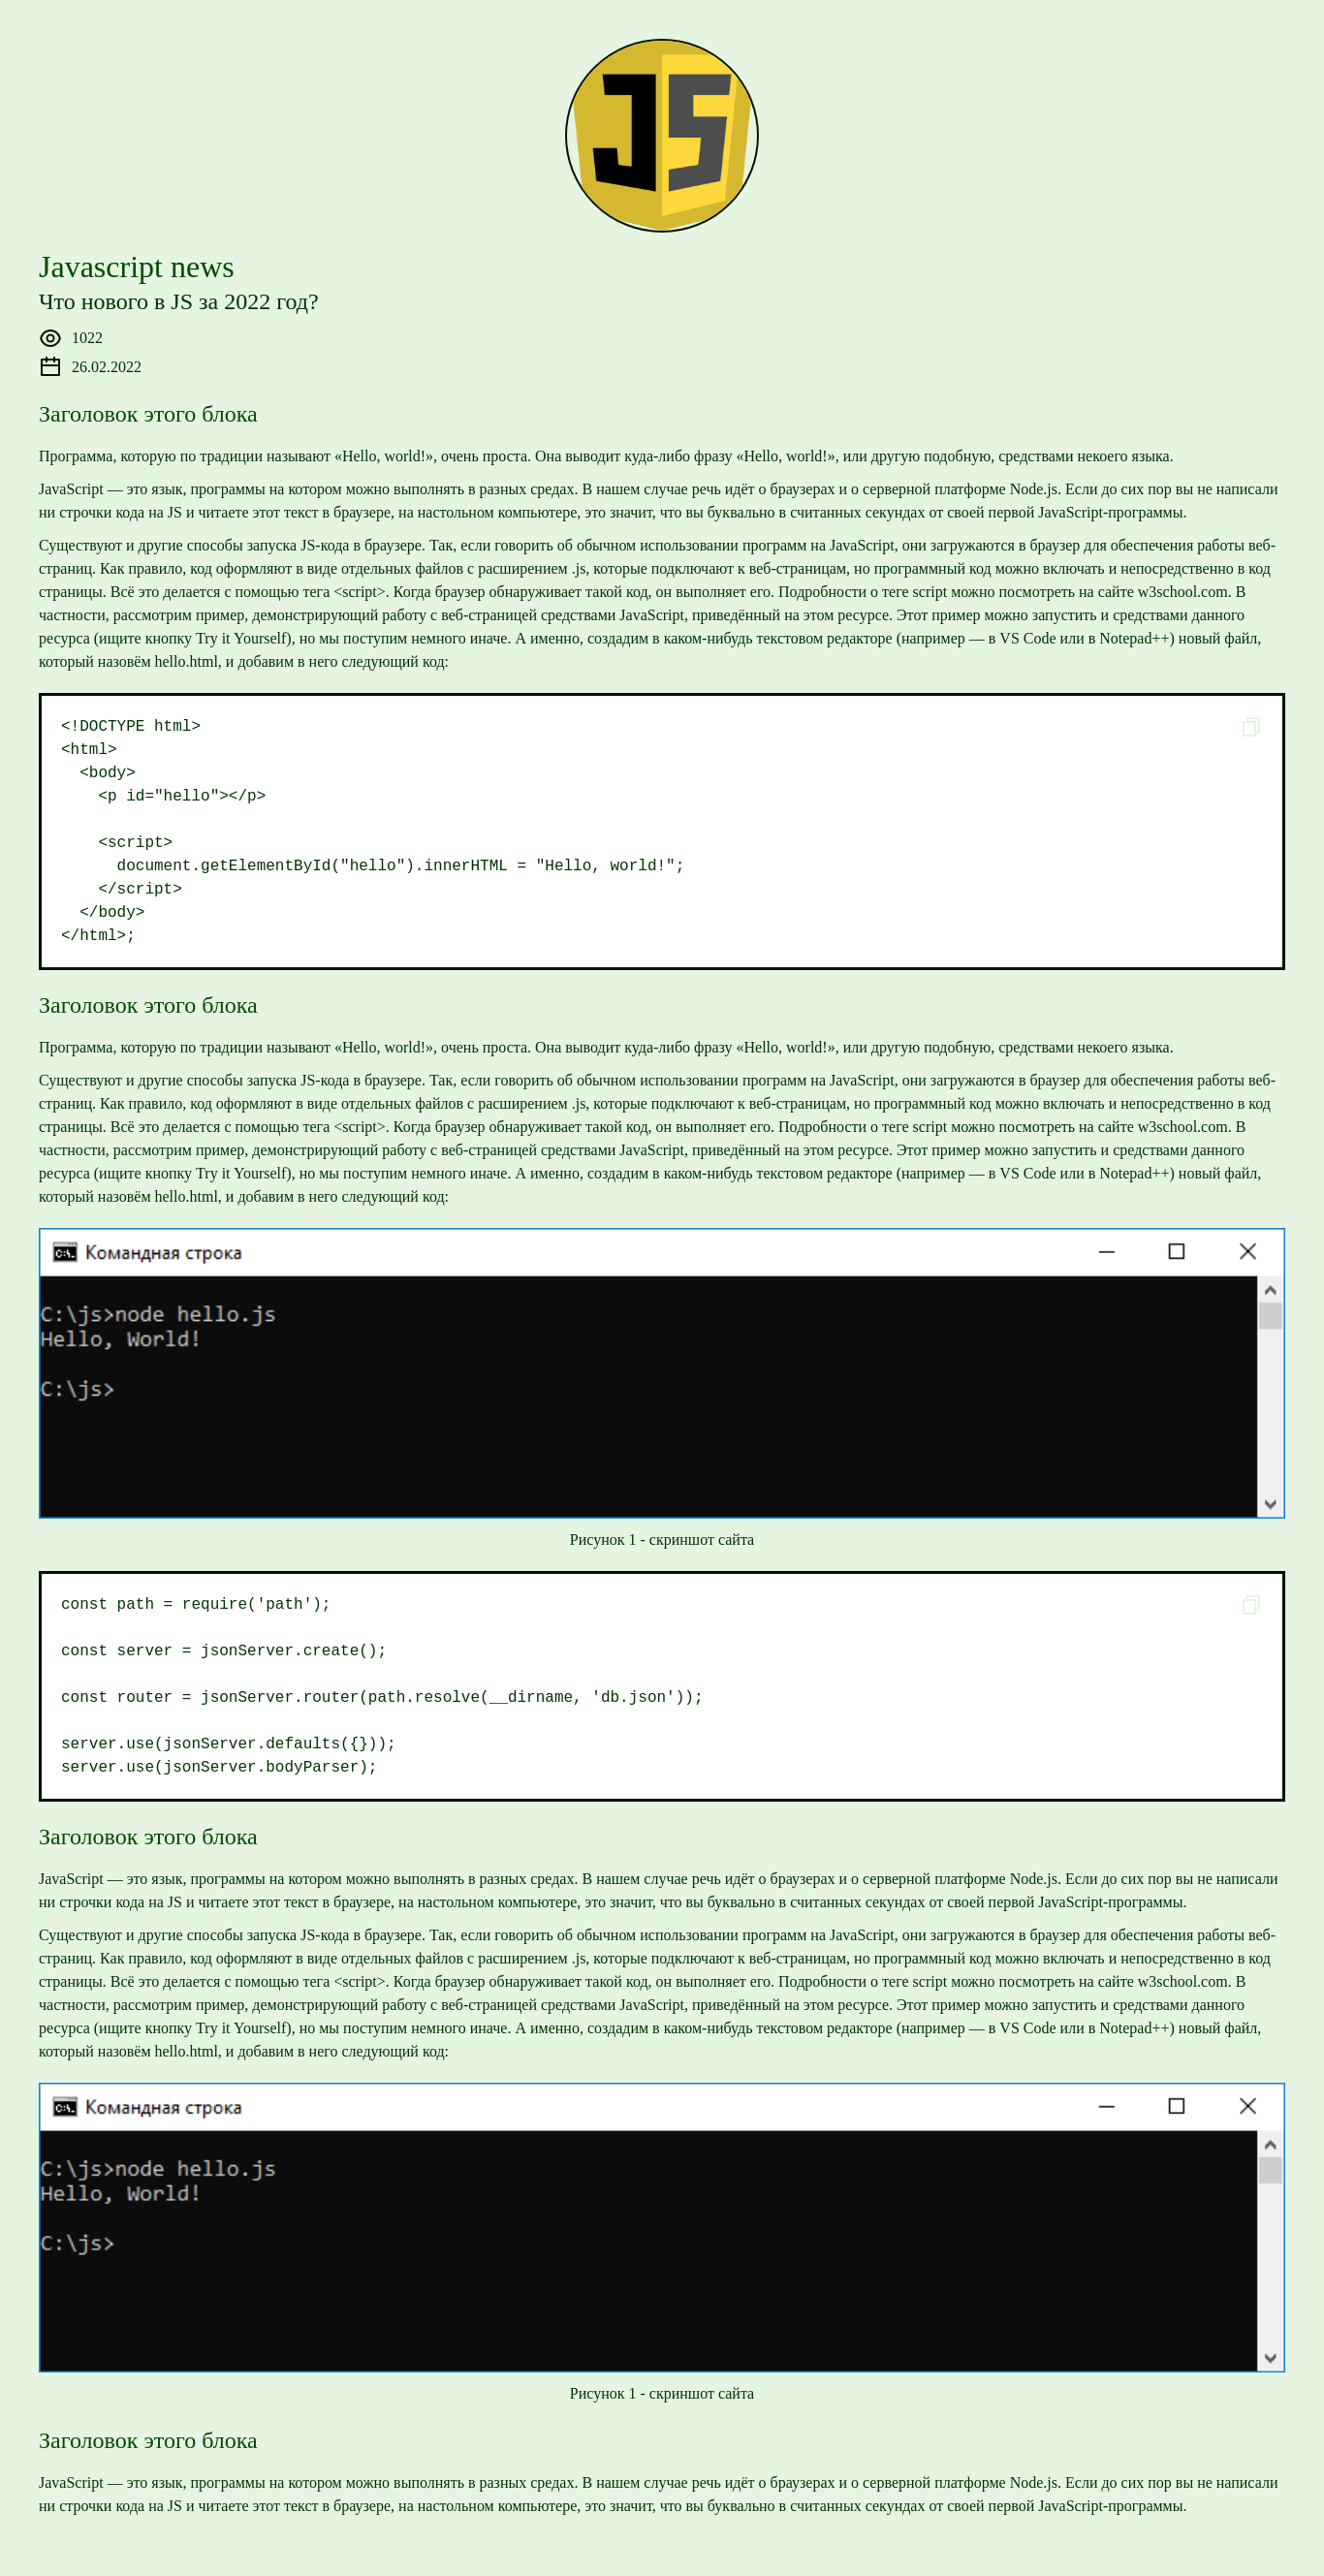 JS
Javascript news
Что нового в JS за 2022 год?
1022
26.02.2022
Заголовок этого блока
Программа, которую по традиции называют «Hello, world!», очень проста. Она выводит куда-либо фразу «Hello, world!», или другую подобную, средствами некоего языка.
JavaScript — это язык, программы на котором можно выполнять в разных средах. В нашем случае речь идёт о браузерах и о серверной платформе Node.js. Если до сих пор вы не написали
ни строчки кода на JS и читаете этот текст в браузере, на настольном компьютере, это значит, что вы буквально в считанных секундах от своей первой JavaScript-программы.
Существуют и другие способы запуска JS-кода в браузере. Так, если говорить об обычном использовании программ на JavaScript, они загружаются в браузер для обеспечения работы веб-
страниц. Как правило, код оформляют в виде отдельных файлов с расширением .js, которые подключают к веб-страницам, но программный код можно включать и непосредственно в код
страницы. Всё это делается с помощью тега <script>. Когда браузер обнаруживает такой код, он выполняет его. Подробности о теге script можно посмотреть на сайте w3school.com. В
частности, рассмотрим пример, демонстрирующий работу с веб-страницей средствами JavaScript, приведённый на этом ресурсе. Этот пример можно запустить и средствами данного
ресурса (ищите кнопку Try it Yourself), но мы поступим немного иначе. А именно, создадим в каком-нибудь текстовом редакторе (например — в VS Code или в Notepad++) новый файл,
который назовём hello.html, и добавим в него следующий код:
<!DOCTYPE html>
<html>
  <body>
    <p id="hello"></p>
    <script>
      document.getElementById("hello").innerHTML = "Hello, world!";
    </script>
  </body>
</html>;
Заголовок этого блока
Программа, которую по традиции называют «Hello, world!», очень проста. Она выводит куда-либо фразу «Hello, world!», или другую подобную, средствами некоего языка.
Существуют и другие способы запуска JS-кода в браузере. Так, если говорить об обычном использовании программ на JavaScript, они загружаются в браузер для обеспечения работы веб-
страниц. Как правило, код оформляют в виде отдельных файлов с расширением .js, которые подключают к веб-страницам, но программный код можно включать и непосредственно в код
страницы. Всё это делается с помощью тега <script>. Когда браузер обнаруживает такой код, он выполняет его. Подробности о теге script можно посмотреть на сайте w3school.com. В
частности, рассмотрим пример, демонстрирующий работу с веб-страницей средствами JavaScript, приведённый на этом ресурсе. Этот пример можно запустить и средствами данного
ресурса (ищите кнопку Try it Yourself), но мы поступим немного иначе. А именно, создадим в каком-нибудь текстовом редакторе (например — в VS Code или в Notepad++) новый файл,
который назовём hello.html, и добавим в него следующий код:
C:\. Командная строка
C:\js>node hello.js
Hello, World!
C:\js>
Рисунок 1 - скриншот сайта
const path = require('path');
const server = jsonServer.create();
const router = jsonServer.router(path.resolve(__dirname, 'db.json'));
server.use(jsonServer.defaults({}));
server.use(jsonServer.bodyParser);
Заголовок этого блока
JavaScript — это язык, программы на котором можно выполнять в разных средах. В нашем случае речь идёт о браузерах и о серверной платформе Node.js. Если до сих пор вы не написали
ни строчки кода на JS и читаете этот текст в браузере, на настольном компьютере, это значит, что вы буквально в считанных секундах от своей первой JavaScript-программы.
Существуют и другие способы запуска JS-кода в браузере. Так, если говорить об обычном использовании программ на JavaScript, они загружаются в браузер для обеспечения работы веб-
страниц. Как правило, код оформляют в виде отдельных файлов с расширением .js, которые подключают к веб-страницам, но программный код можно включать и непосредственно в код
страницы. Всё это делается с помощью тега <script>. Когда браузер обнаруживает такой код, он выполняет его. Подробности о теге script можно посмотреть на сайте w3school.com. В
частности, рассмотрим пример, демонстрирующий работу с веб-страницей средствами JavaScript, приведённый на этом ресурсе. Этот пример можно запустить и средствами данного
ресурса (ищите кнопку Try it Yourself), но мы поступим немного иначе. А именно, создадим в каком-нибудь текстовом редакторе (например — в VS Code или в Notepad++) новый файл,
который назовём hello.html, и добавим в него следующий код:
C:\. Командная строка
C:\js>node hello.js
Hello, World!
C:\js>
Рисунок 1 - скриншот сайта
Заголовок этого блока
JavaScript — это язык, программы на котором можно выполнять в разных средах. В нашем случае речь идёт о браузерах и о серверной платформе Node.js. Если до сих пор вы не написали
ни строчки кода на JS и читаете этот текст в браузере, на настольном компьютере, это значит, что вы буквально в считанных секундах от своей первой JavaScript-программы.